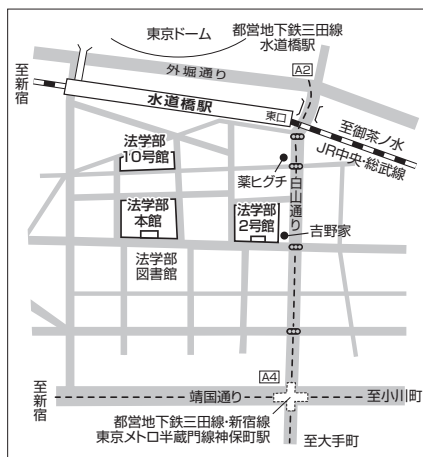 東京ドーム
都営地下鉄三田線
水道橋駅
外堀通り
A2
至新宿
水道橋駅
東口
至御茶ノ水
JR中央・総武線
法学部
10号館
薬ヒグチ
白山通り
法学部
本館
法学部
2号館
吉野家
法学部
図書館
A4
至新宿
靖国通り
至小川町
都営地下鉄三田線・新宿線
東京メトロ半蔵門線神保町駅
至大手町